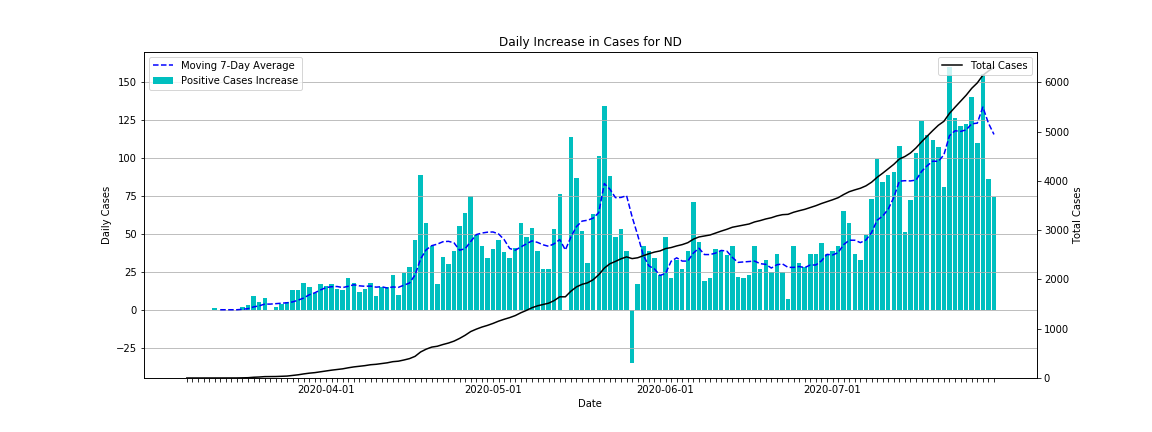 Daily Increase in Cases for ND
Moving 7-Day Average
Positive Cases Increase
Total Cases
150
125
100
75
50
25
0
−25
6000
5000
4000
3000
2000
1000
0
Daily Cases
Total Cases
2020-04-01
2020-05-01
2020-06-01
2020-07-01
Date